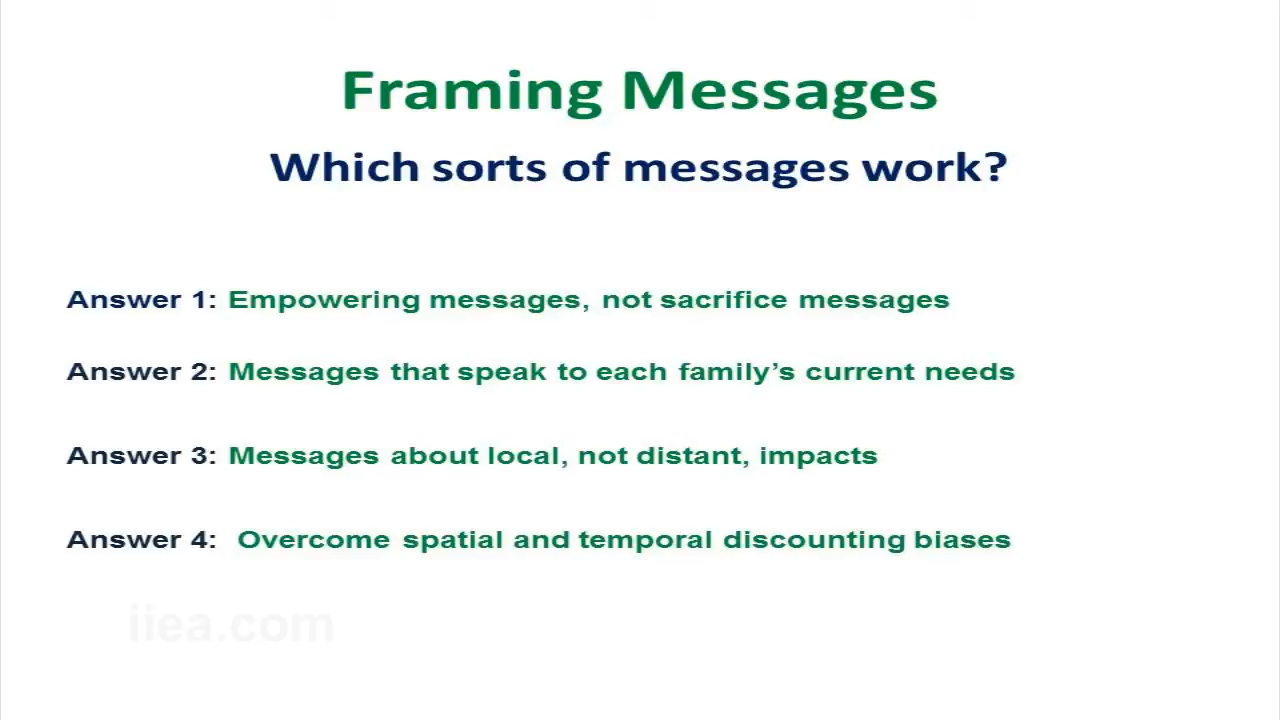 Framing Messages
Which sorts of messages work?
Answer 1: Empowering messages, not sacrifice messages
Answer 2: Messages that speak to each family’s current needs
Answer 3: Messages about local, not distant, impacts
Answer 4: Overcome spatial and temporal discounting biases
iiea.com